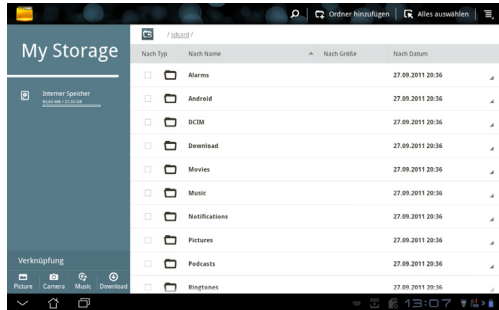 Ordner hinzufügen
Alles auswählen
My Storage
/ sdcard /
Nach Typ Nach Name Nach Größe Nach Datum
Interner Speicher
Alarms 27.09.2011 20:36
Android 27.09.2011 20:36
DCIM 27.09.2011 20:36
Download 27.09.2011 20:36
Movies 27.09.2011 20:36
Music 27.09.2011 20:36
Notifications 27.09.2011 20:36
Pictures 27.09.2011 20:36
Podcasts 27.09.2011 20:36
Ringtones 27.09.2011 20:36
Verknüpfung
Picture Camera Music Download
13:07